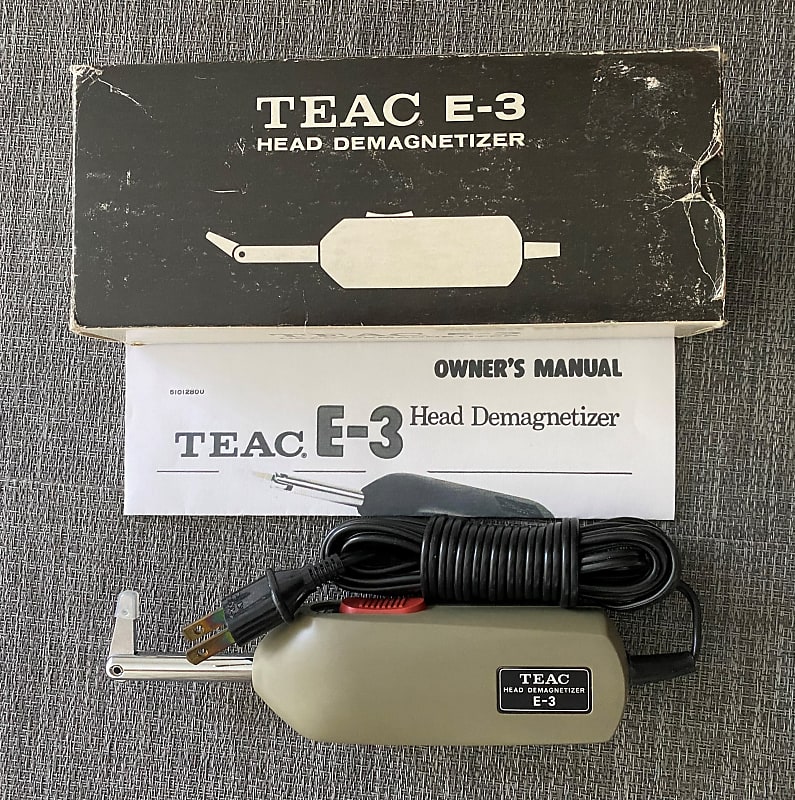 TEAC E-3
HEAD DEMAGNETIZER
OWNER'S MANUAL
5101280U
TEAC. E-3 Head Demagnetizer
TEAC
HEAD DEMAGNETIZER
E-3